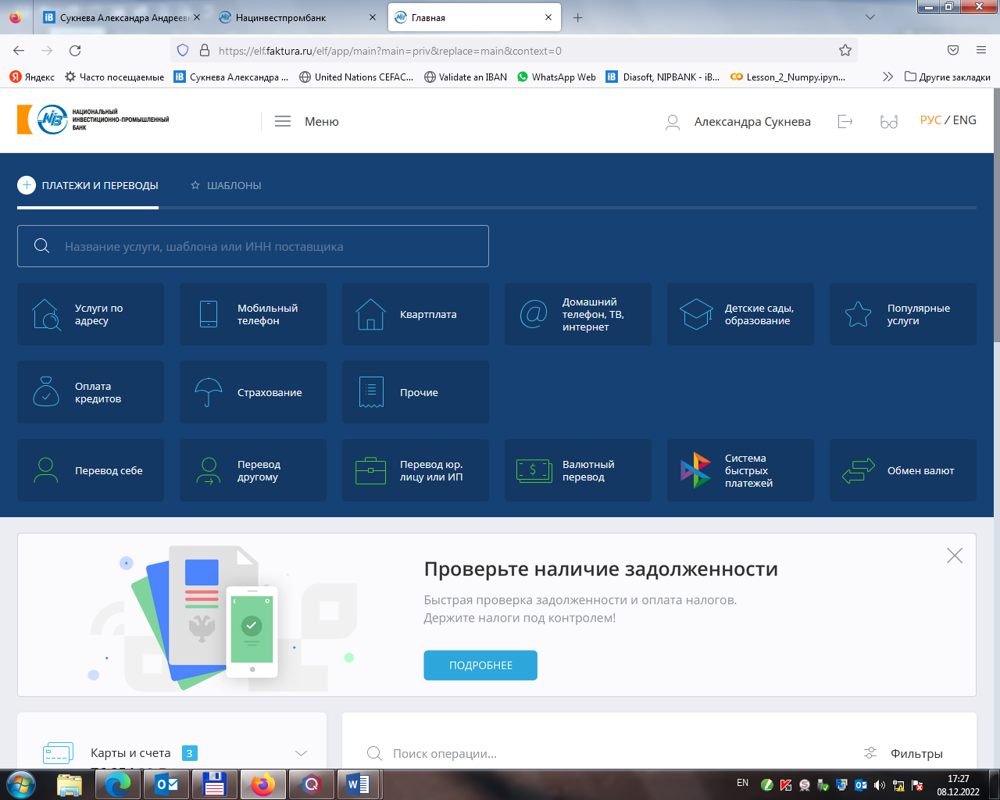 Сукнева Александра Андреевн
Нацинвестпромбанк
Главная
https://elf.faktura.ru/elf/app/main?main=priv&replace=main&context=0
Яндекс
Часто посещаемые
Сукнева Александра ...
United Nations CEFAC...
Validate an IBAN
WhatsApp Web
Diasoft, NIPBANK - iB...
Lesson_2_Numpy.ipyn...
Другие закладки
НАЦИОНАЛЬНЫЙ
ИНВЕСТИЦИОННО-ПРОМЫШЛЕННЫЙ
БАНК
Меню
Александра Сукнева
РУС / ENG
ПЛАТЕЖИ И ПЕРЕВОДЫ
ШАБЛОНЫ
Название услуги, шаблона или ИНН поставщика
Услуги по
адресу
Мобильный
телефон
Квартплата
Домашний
телефон, ТВ,
интернет
Детские сады,
образование
Популярные
услуги
Оплата
кредитов
Страхование
Прочие
Перевод себе
Перевод
другому
Перевод юр.
лицу или ИП
Валютный
перевод
Система
быстрых
платежей
Обмен валют
Проверьте наличие задолженности
Быстрая проверка задолженности и оплата налогов.
Держите налоги под контролем!
ПОДРОБНЕЕ
Карты и счета 3
Поиск операции...
Фильтры
EN
17:27
08.12.2022